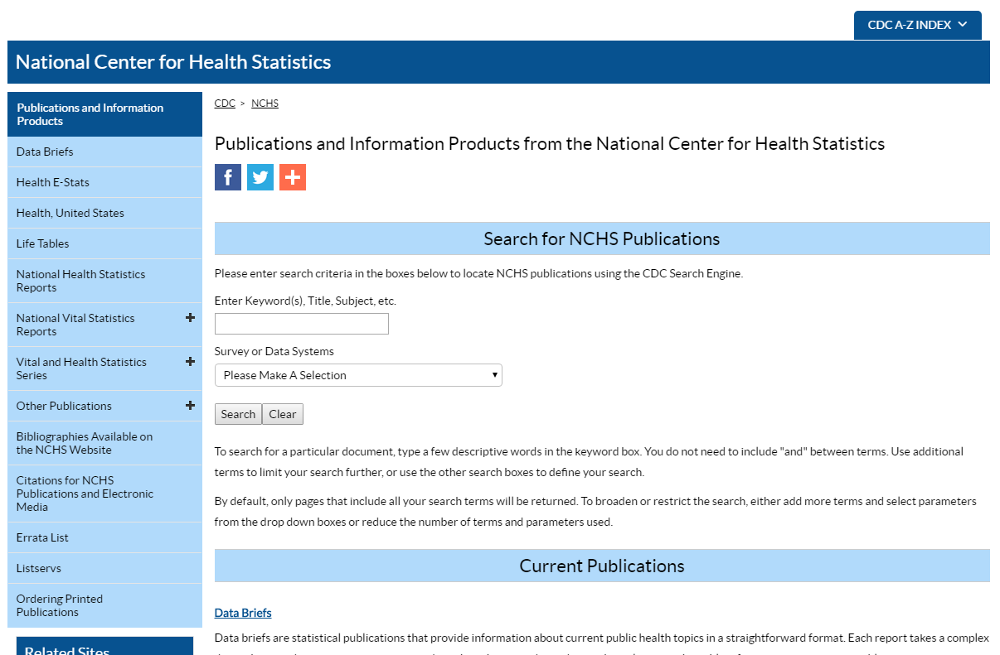 CDC A-Z INDEX
National Center for Health Statistics
Publications and Information
Products
Data Briefs
Health E-Stats
Health, United States
Life Tables
National Health Statistics
Reports
National Vital Statistics
Reports
Vital and Health Statistics
Series
Other Publications
Bibliographies Available on
the NCHS Website
Citations for NCHS
Publications and Electronic
Media
Errata List
Listservs
Ordering Printed
Publications
Related Sites
CDC > NCHS
Publications and Information Products from the National Center for Health Statistics
Search for NCHS Publications
Please enter search criteria in the boxes below to locate NCHS publications using the CDC Search Engine.
Enter Keyword(s), Title, Subject, etc.
Survey or Data Systems
Please Make A Selection
Search Clear
To search for a particular document, type a few descriptive words in the keyword box. You do not need to include "and" between terms. Use additional
terms to limit your search further, or use the other search boxes to define your search.
By default, only pages that include all your search terms will be returned. To broaden or restrict the search, either add more terms and select parameters
from the drop down boxes or reduce the number of terms and parameters used.
Current Publications
Data Briefs
Data briefs are statistical publications that provide information about current public health topics in a straightforward format. Each report takes a complex